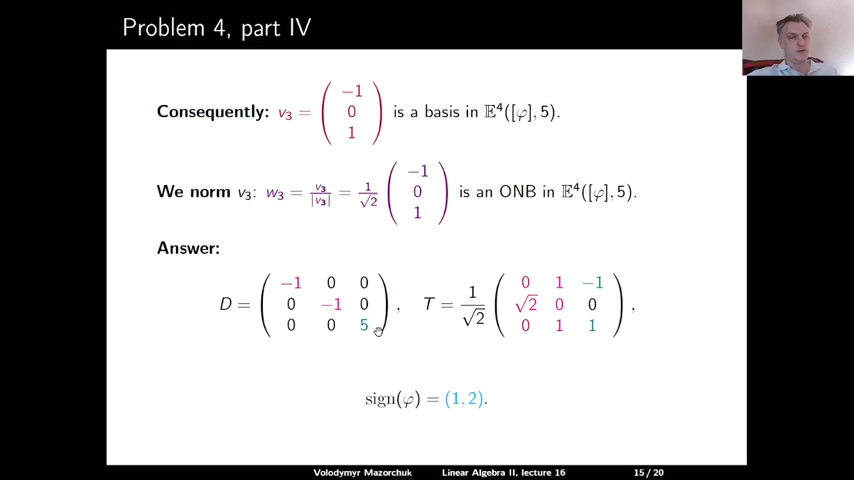 Problem 4, part IV
Consequently: v₃ = ( −1 0 1 ) is a basis in 𝔼⁴([φ], 5).
We norm v₃: w₃ = v₃/|v₃| = 1/√2 ( −1 0 1 ) is an ONB in 𝔼⁴([φ], 5).
Answer:
D = ( −1 0 0 ; 0 −1 0 ; 0 0 5 ), T = 1/√2 ( 0 1 −1 ; √2 0 0 ; 0 1 1 ),
sign(φ) = (1, 2).
Volodymyr Mazorchuk Linear Algebra II, lecture 16 15 / 20